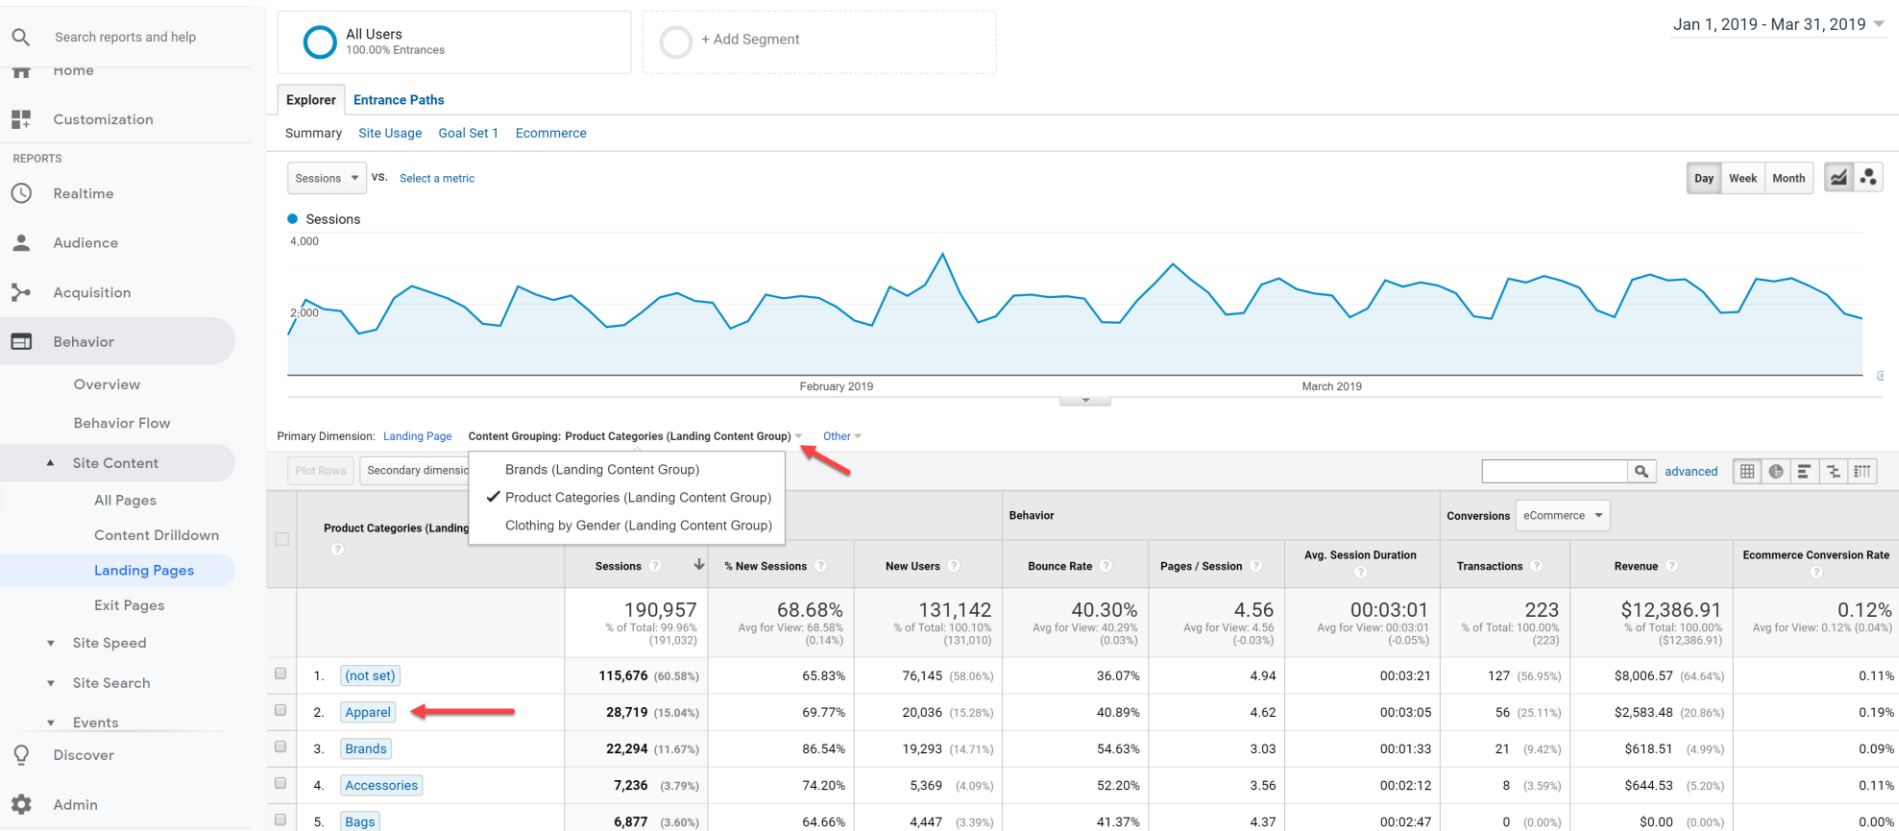 Search reports and help
Home
Customization
REPORTS
Realtime
Audience
Acquisition
Behavior
Overview
Behavior Flow
Site Content
All Pages
Content Drilldown
Landing Pages
Exit Pages
Site Speed
Site Search
Events
Discover
Admin
All Users
100.00% Entrances
+ Add Segment
Jan 1, 2019 - Mar 31, 2019
Explorer Entrance Paths
Summary Site Usage Goal Set 1 Ecommerce
Sessions VS. Select a metric
Day Week Month
Sessions
4,000
2,000
February 2019 March 2019
Primary Dimension: Landing Page Content Grouping: Product Categories (Landing Content Group) Other
Plot Rows Secondary dimensic
Brands (Landing Content Group)
Product Categories (Landing Content Group)
Clothing by Gender (Landing Content Group)
advanced
Product Categories (Landing
Behavior
Conversions eCommerce
Sessions % New Sessions New Users Bounce Rate Pages / Session Avg. Session Duration Transactions Revenue Ecommerce Conversion Rate
190,957 68.68% 131,142 40.30% 4.56 00:03:01 223 $12,386.91 0.12%
% of Total: 99.96% Avg for View: 68.58% % of Total: 100.10% Avg for View: 40.29% Avg for View: 4.56 Avg for View: 00:03:01 % of Total: 100.00% % of Total: 100.00% Avg for View: 0.12% (0.04%)
(191,032) (0.14%) (131,010) (0.03%) (-0.03%) (-0.05%) (223) ($12,386.91)
1. (not set) 115,676 (60.58%) 65.83% 76,145 (58.06%) 36.07% 4.94 00:03:21 127 (56.95%) $8,006.57 (64.64%) 0.11%
2. Apparel 28,719 (15.04%) 69.77% 20,036 (15.28%) 40.89% 4.62 00:03:05 56 (25.11%) $2,583.48 (20.86%) 0.19%
3. Brands 22,294 (11.67%) 86.54% 19,293 (14.71%) 54.63% 3.03 00:01:33 21 (9.42%) $618.51 (4.99%) 0.09%
4. Accessories 7,236 (3.79%) 74.20% 5,369 (4.09%) 52.20% 3.56 00:02:12 8 (3.59%) $644.53 (5.20%) 0.11%
5. Bags 6,877 (3.60%) 64.66% 4,447 (3.39%) 41.37% 4.37 00:02:47 0 (0.00%) $0.00 (0.00%) 0.00%